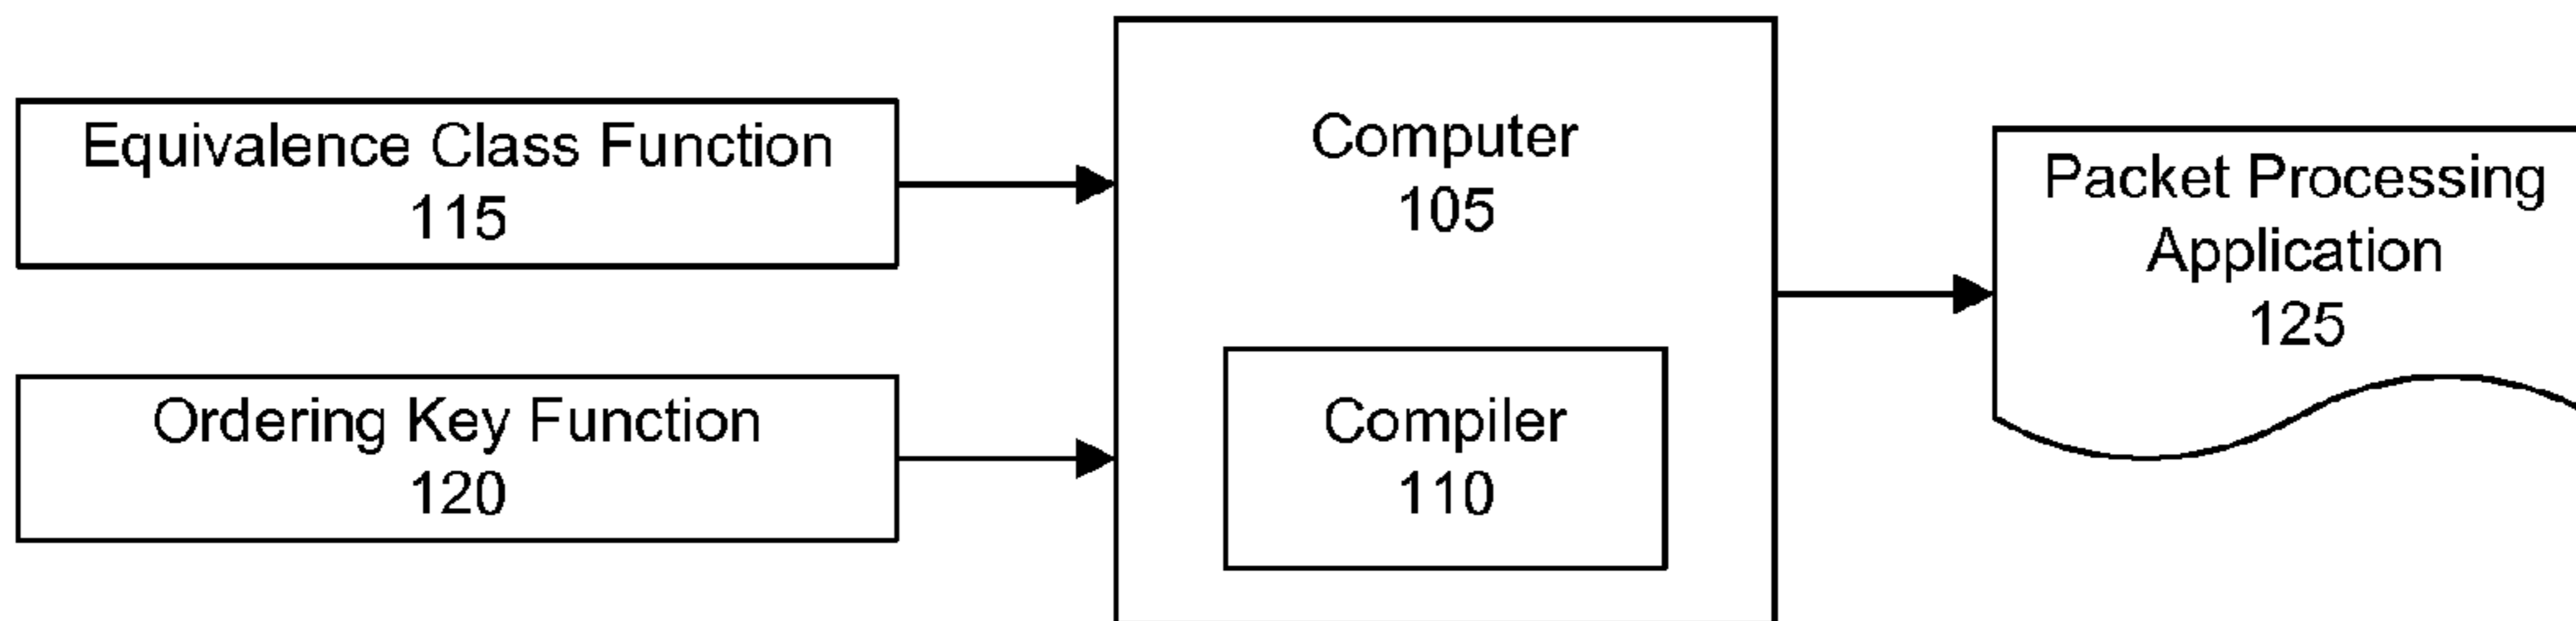 Equivalence Class Function
115
Ordering Key Function
120
Computer
105
Compiler
110
Packet Processing
Application
125